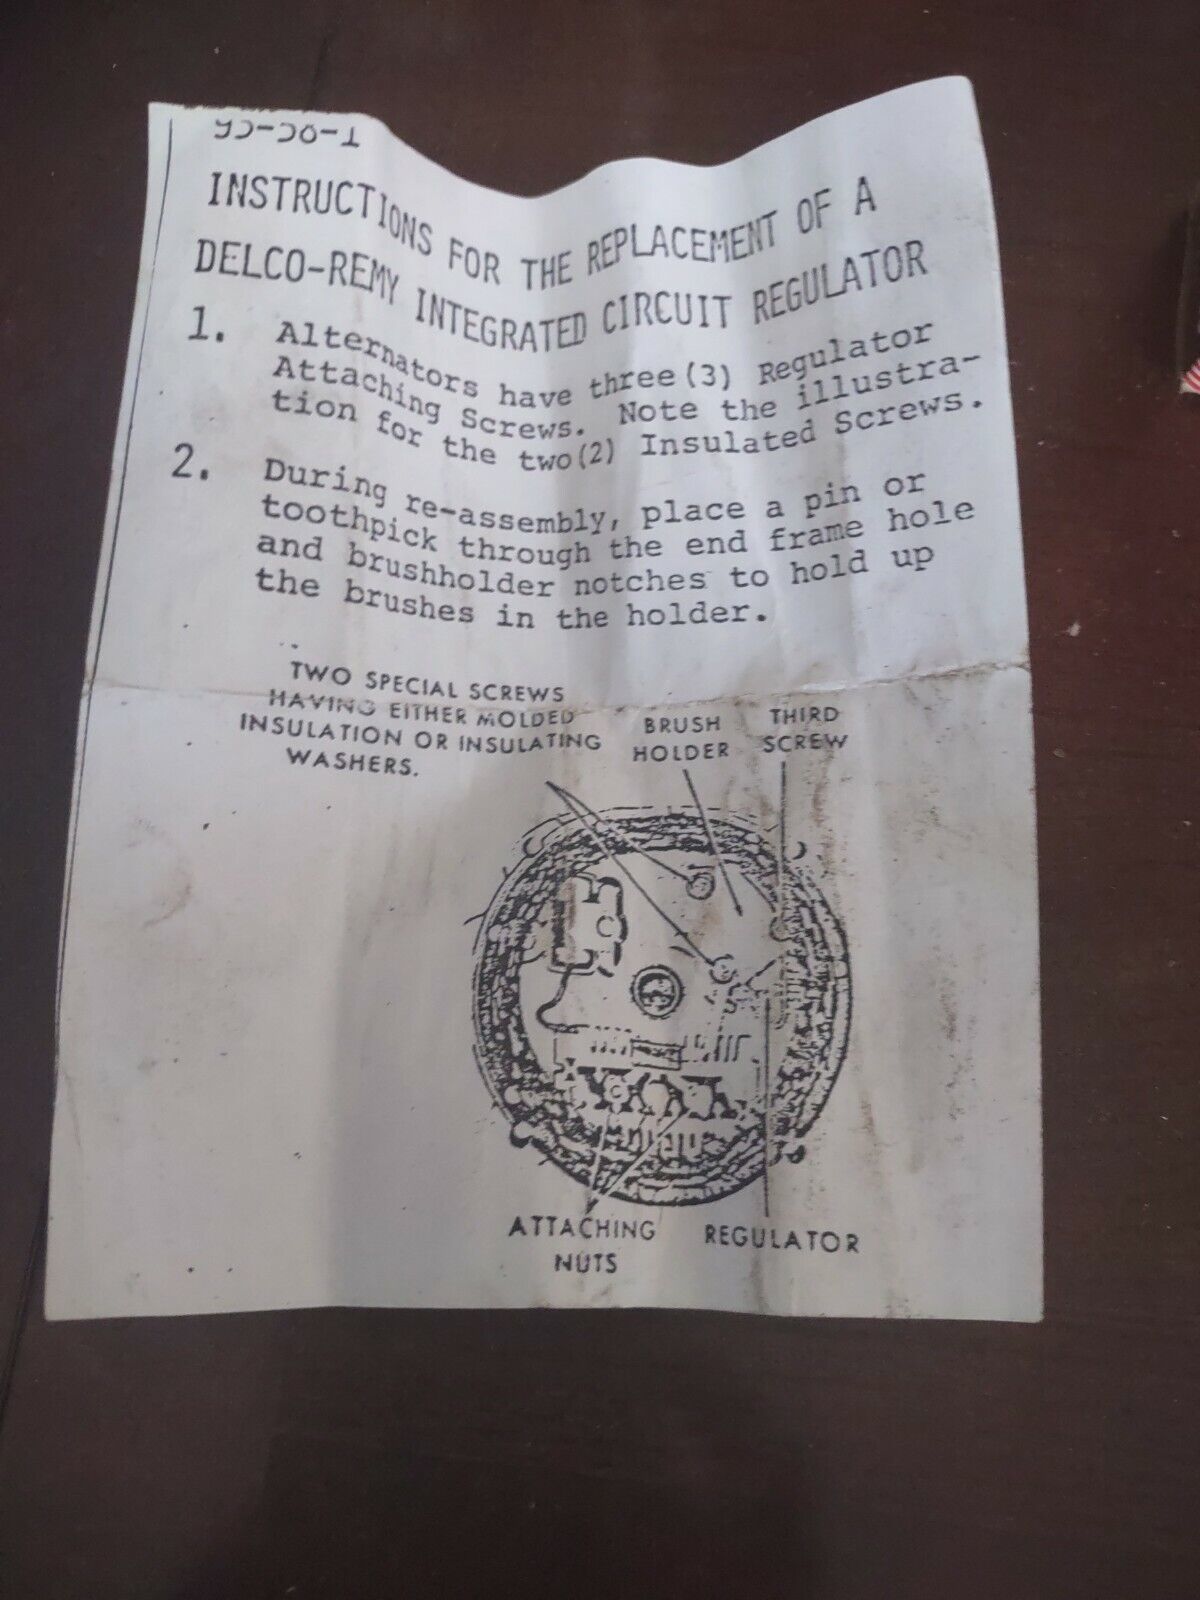 INSTRUCTIONS FOR THE REPLACEMENT OF A
DELCO-REMY INTEGRATED CIRCUIT REGULATOR
1. Alternators have three(3) Regulator
Attaching Screws. Note the illustra-
tion for the two(2) Insulated Screws.
2. During re-assembly, place a pin or
toothpick through the end frame hole
and brushholder notches to hold up
the brushes in the holder.
TWO SPECIAL SCREWS
HAVING EITHER MOLDED
INSULATION OR INSULATING
WASHERS.
BRUSH
HOLDER
THIRD
SCREW
ATTACHING
NUTS
REGULATOR